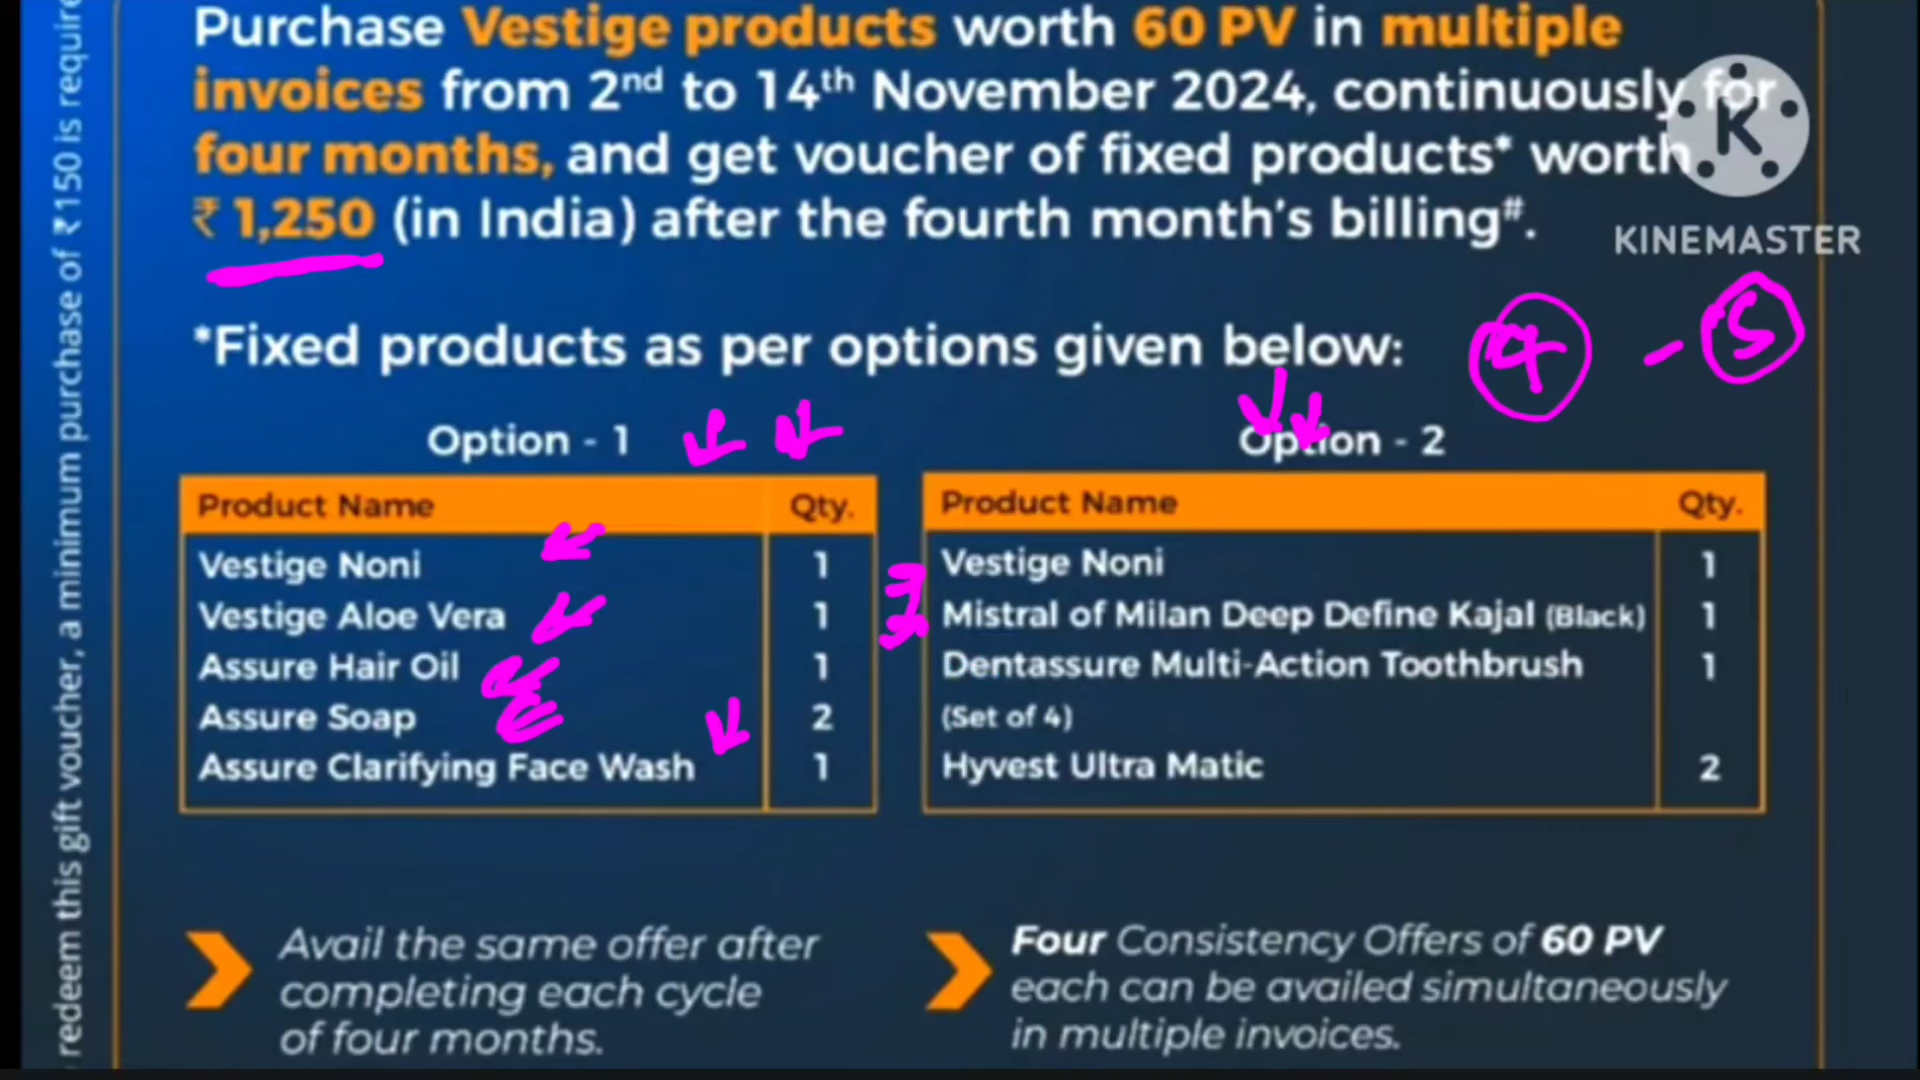 Purchase Vestige products worth 60 PV in multiple
invoices from 2nd to 14th November 2024, continuously for
four months, and get voucher of fixed products* worth
₹ 1,250 (in India) after the fourth month's billing#.
K
KINEMASTER
*Fixed products as per options given below:
4 - 5
Option - 1
Product Name Qty.
Vestige Noni 1
Vestige Aloe Vera 1
Assure Hair Oil 1
Assure Soap 2
Assure Clarifying Face Wash 1
Option - 2
Product Name Qty.
Vestige Noni 1
Mistral of Milan Deep Define Kajal (Black) 1
Dentassure Multi-Action Toothbrush 1
(Set of 4)
Hyvest Ultra Matic 2
Avail the same offer after
completing each cycle
of four months.
Four Consistency Offers of 60 PV
each can be availed simultaneously
in multiple invoices.
redeem this gift voucher, a minimum purchase of ₹150 is require